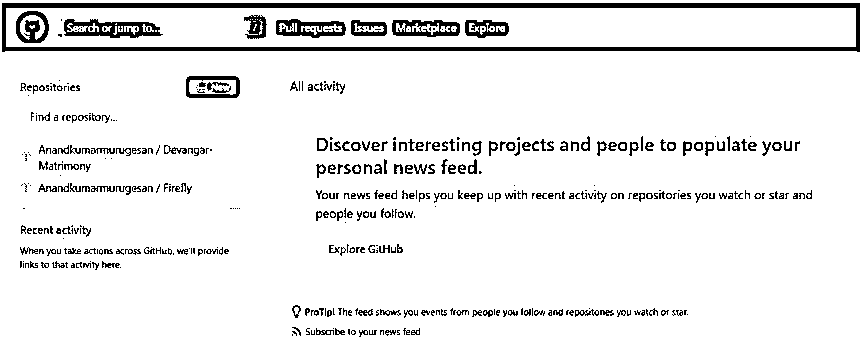 Search or jump to...
/
Pull requests Issues Marketplace Explore
Repositories
New
Find a repository...
Anandkumarmurugesan / Devangar-
Matrimony
Anandkumarmurugesan / Firefly
Recent activity
When you take actions across GitHub, we'll provide
links to that activity here.
All activity
Discover interesting projects and people to populate your
personal news feed.
Your news feed helps you keep up with recent activity on repositories you watch or star and
people you follow.
Explore GitHub
ProTip! The feed shows you events from people you follow and repositories you watch or star.
Subscribe to your news feed